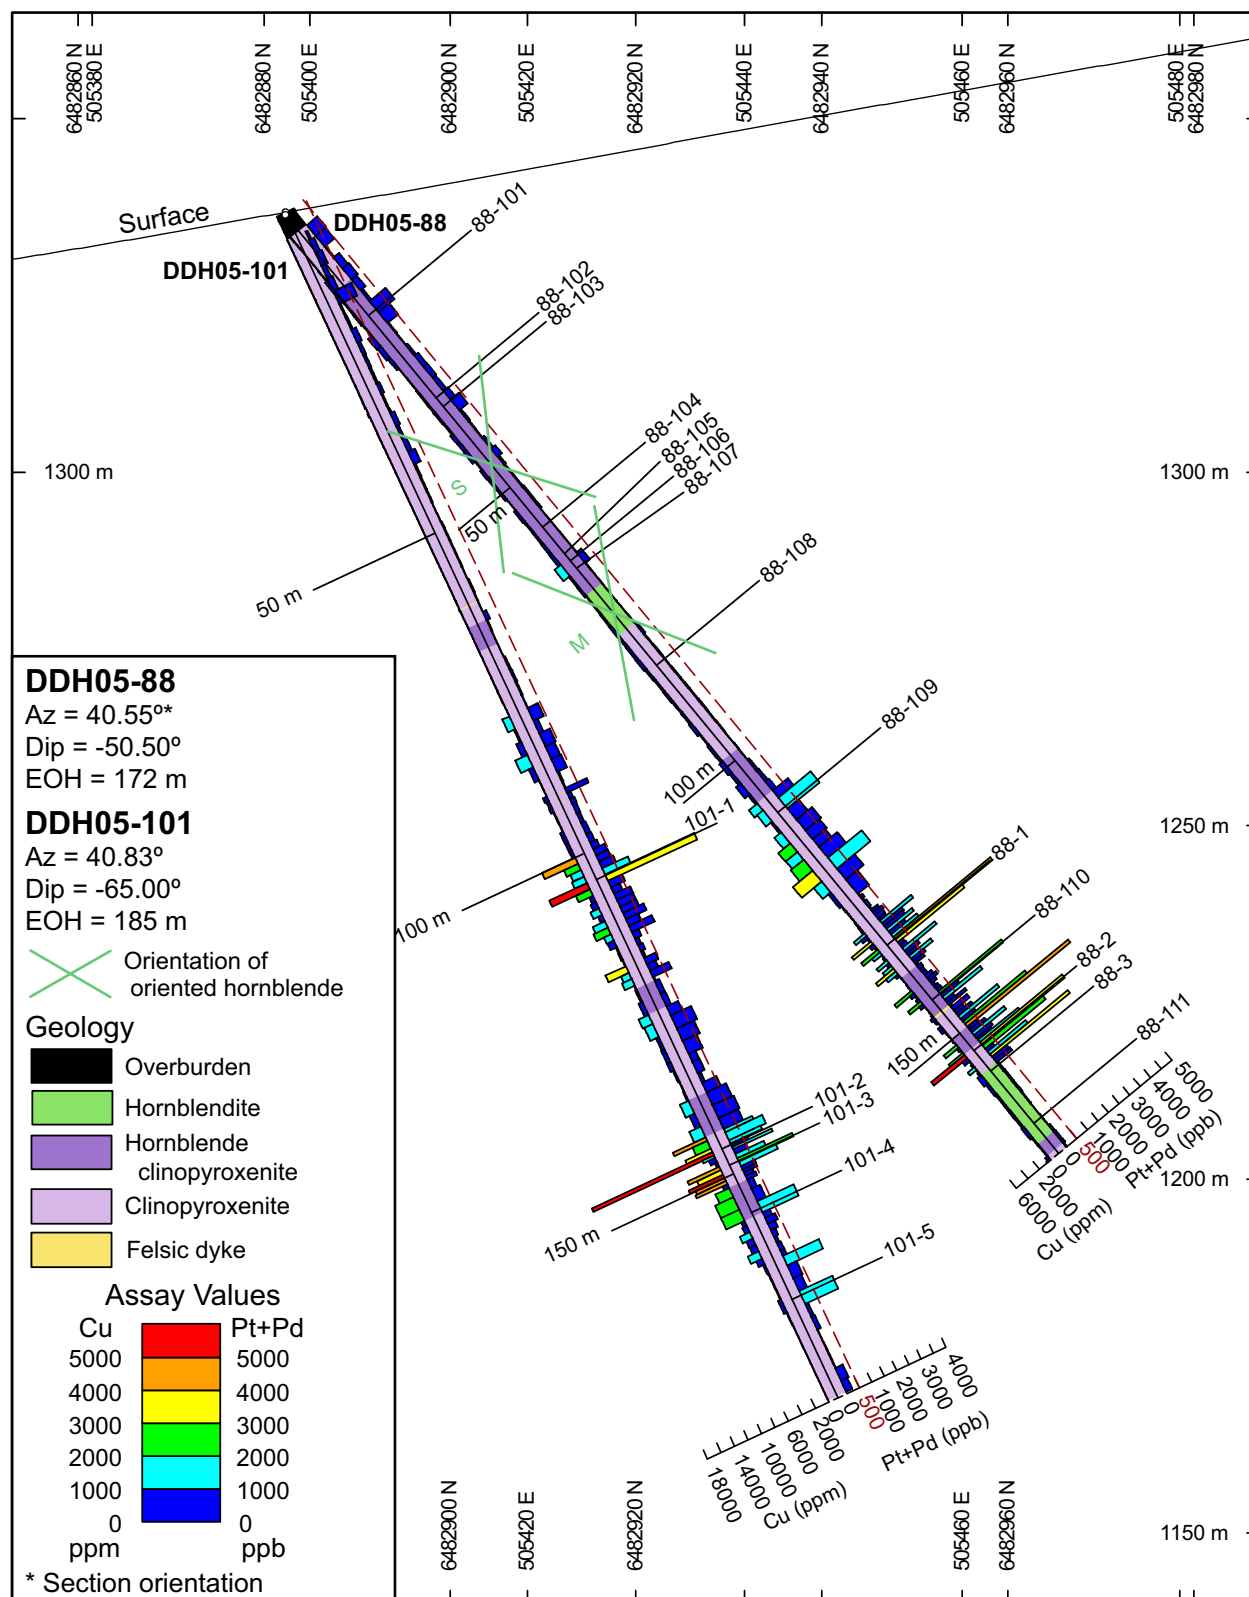 6482860 N
505380 E
6482880 N
505400 E
6482900 N
505420 E
6482920 N
505440 E
6482940 N
505460 E
6482960 N
505480 E
6482980 N
Surface
DDH05-88
DDH05-101
88-101
88-102
88-103
88-104
88-105
88-106
88-107
88-108
88-109
88-1
88-110
88-2
88-3
88-111
1300 m
1300 m
S
M
50 m
50 m
100 m
100 m
150 m
150 m
101-1
101-2
101-3
101-4
101-5
1250 m
1200 m
1150 m
5000
4000
3000
2000
1000
500
0
Pt+Pd (ppb)
0
2000
6000
Cu (ppm)
4000
3000
2000
1000
500
0
Pt+Pd (ppb)
0
2000
6000
10000
14000
18000
Cu (ppm)
DDH05-88
Az = 40.55º*
Dip = -50.50º
EOH = 172 m
DDH05-101
Az = 40.83º
Dip = -65.00º
EOH = 185 m
Orientation of
oriented hornblende
Geology
Overburden
Hornblendite
Hornblende
clinopyroxenite
Clinopyroxenite
Felsic dyke
Assay Values
Cu Pt+Pd
5000 5000
4000 4000
3000 3000
2000 2000
1000 1000
0 0
ppm ppb
* Section orientation
6482900 N
505420 E
6482920 N
505460 E
6482960 N